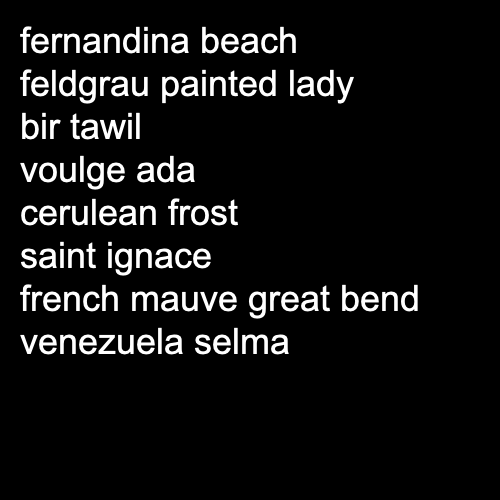 fernandina beach
feldgrau painted lady
bir tawil
voulge ada
cerulean frost
saint ignace
french mauve great bend
venezuela selma